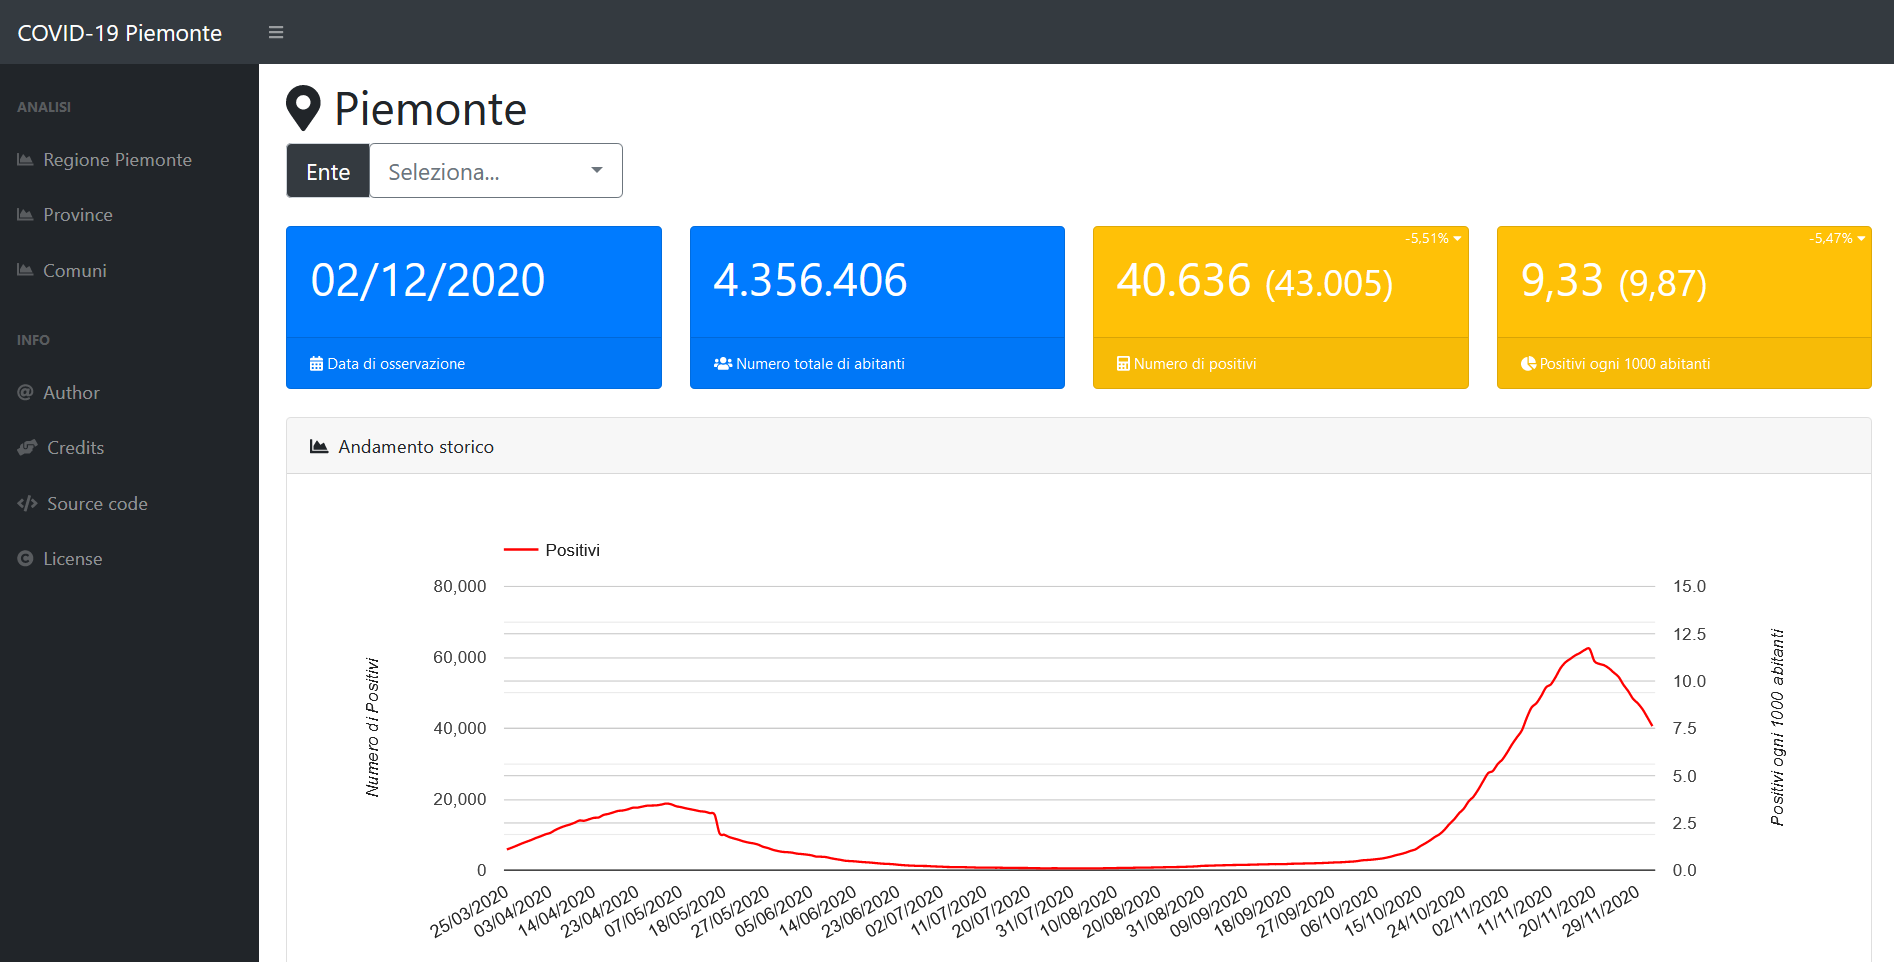 COVID-19 Piemonte
ANALISI
Regione Piemonte
Province
Comuni
INFO
Author
Credits
Source code
License
Piemonte
Ente
Seleziona...
02/12/2020
Data di osservazione
4.356.406
Numero totale di abitanti
-5,51%
40.636 (43.005)
Numero di positivi
-5,47%
9,33 (9,87)
Positivi ogni 1000 abitanti
Andamento storico
Positivi
80,000
60,000
40,000
20,000
0
15.0
12.5
10.0
7.5
5.0
2.5
0.0
Numero di Positivi
Positivi ogni 1000 abitanti
25/03/2020
03/04/2020
14/04/2020
23/04/2020
07/05/2020
18/05/2020
27/05/2020
05/06/2020
14/06/2020
23/06/2020
02/07/2020
11/07/2020
20/07/2020
31/07/2020
10/08/2020
20/08/2020
31/08/2020
09/09/2020
18/09/2020
27/09/2020
06/10/2020
15/10/2020
24/10/2020
02/11/2020
11/11/2020
20/11/2020
29/11/2020